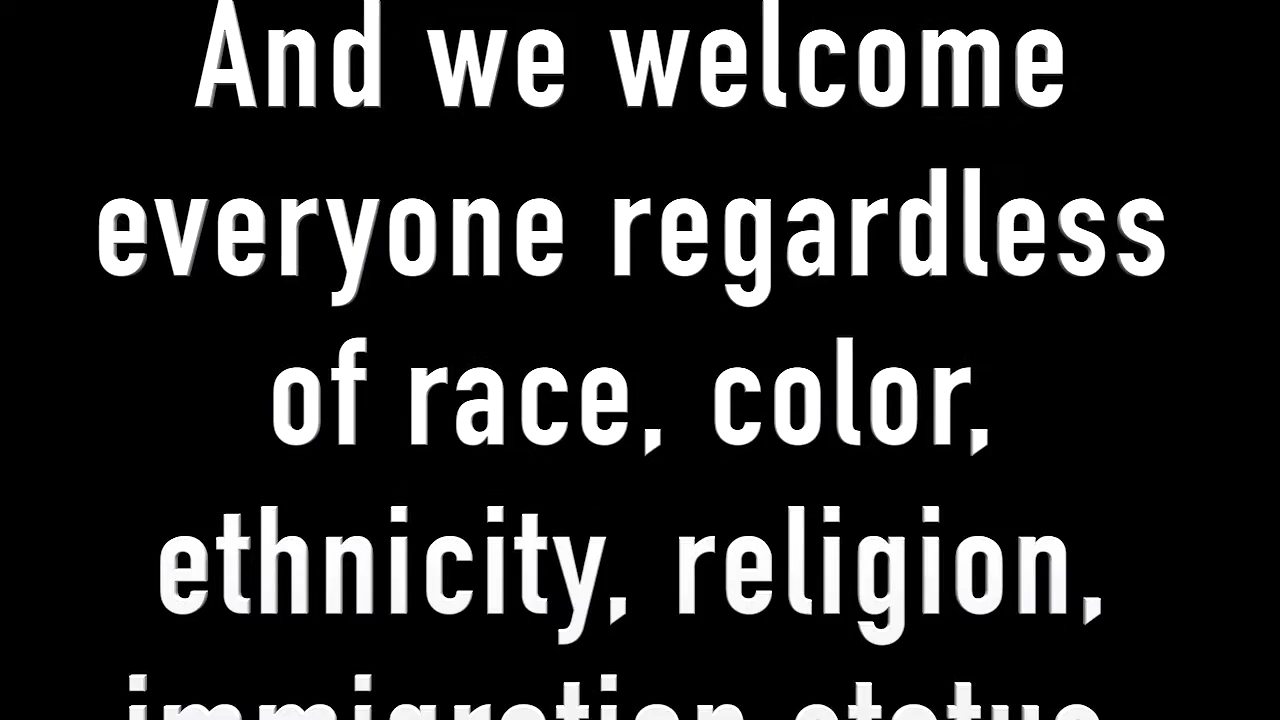 And we welcome
everyone regardless
of race, color,
ethnicity, religion,
immigration status